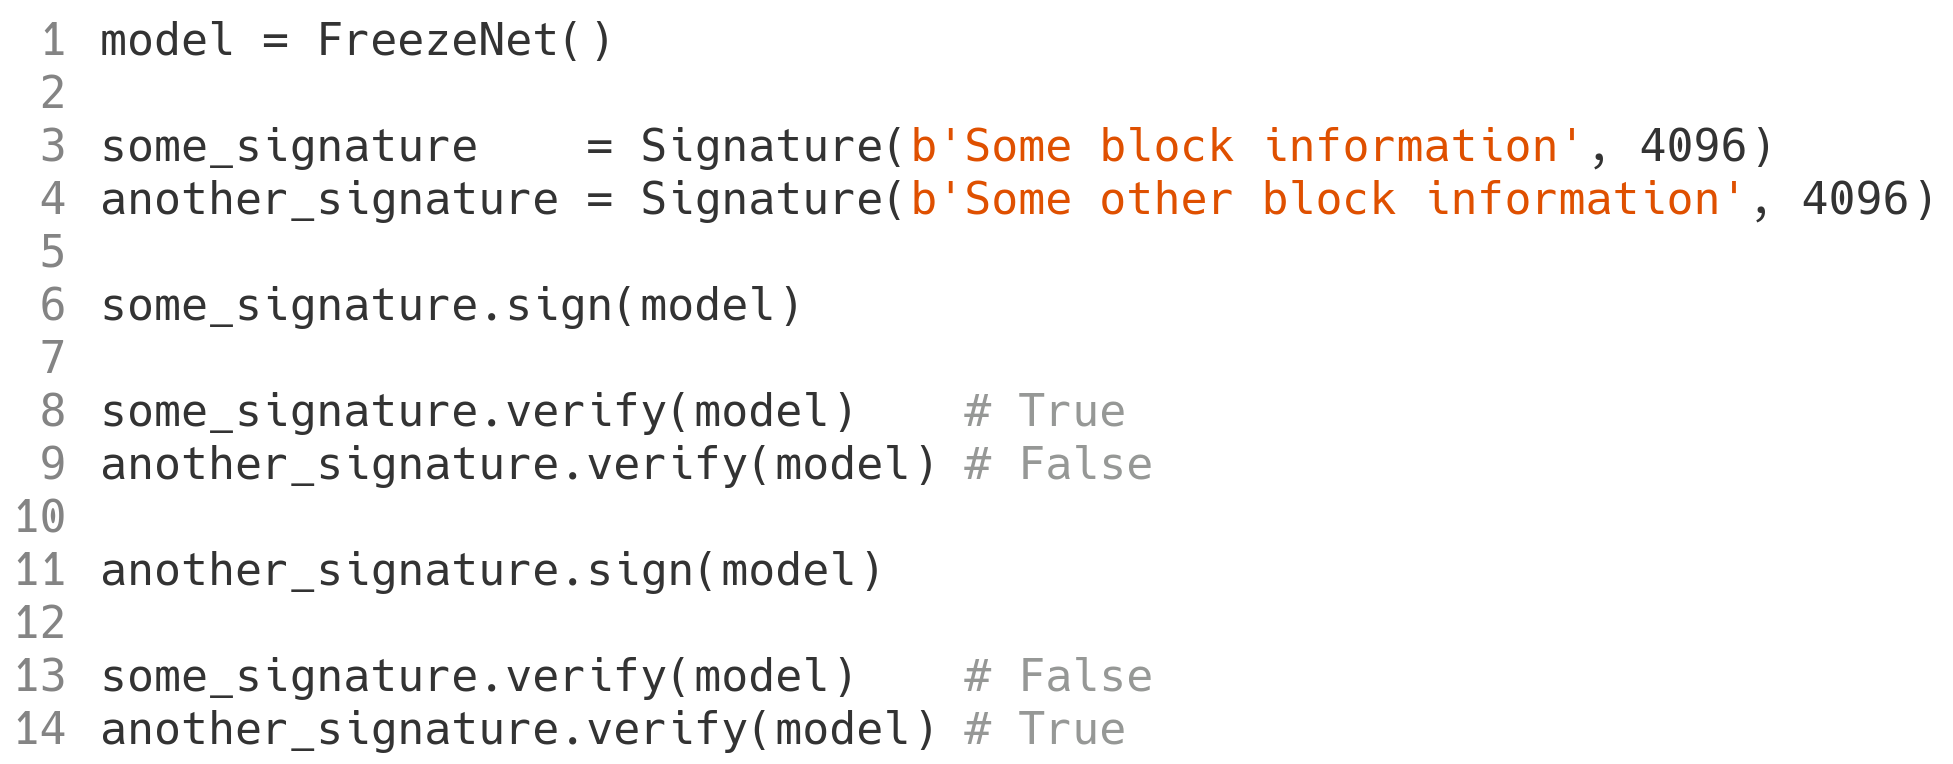 1 model = FreezeNet()
2
3 some_signature    = Signature(b'Some block information', 4096)
4 another_signature = Signature(b'Some other block information', 4096)
5
6 some_signature.sign(model)
7
8 some_signature.verify(model)    # True
9 another_signature.verify(model) # False
10
11 another_signature.sign(model)
12
13 some_signature.verify(model)    # False
14 another_signature.verify(model) # True